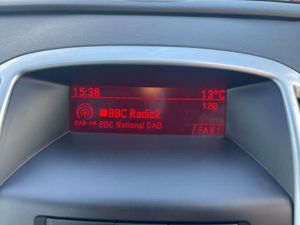 15:38 13°C
12B
BBC Radio2
DAB-FM BBC National DAB
FAV 1